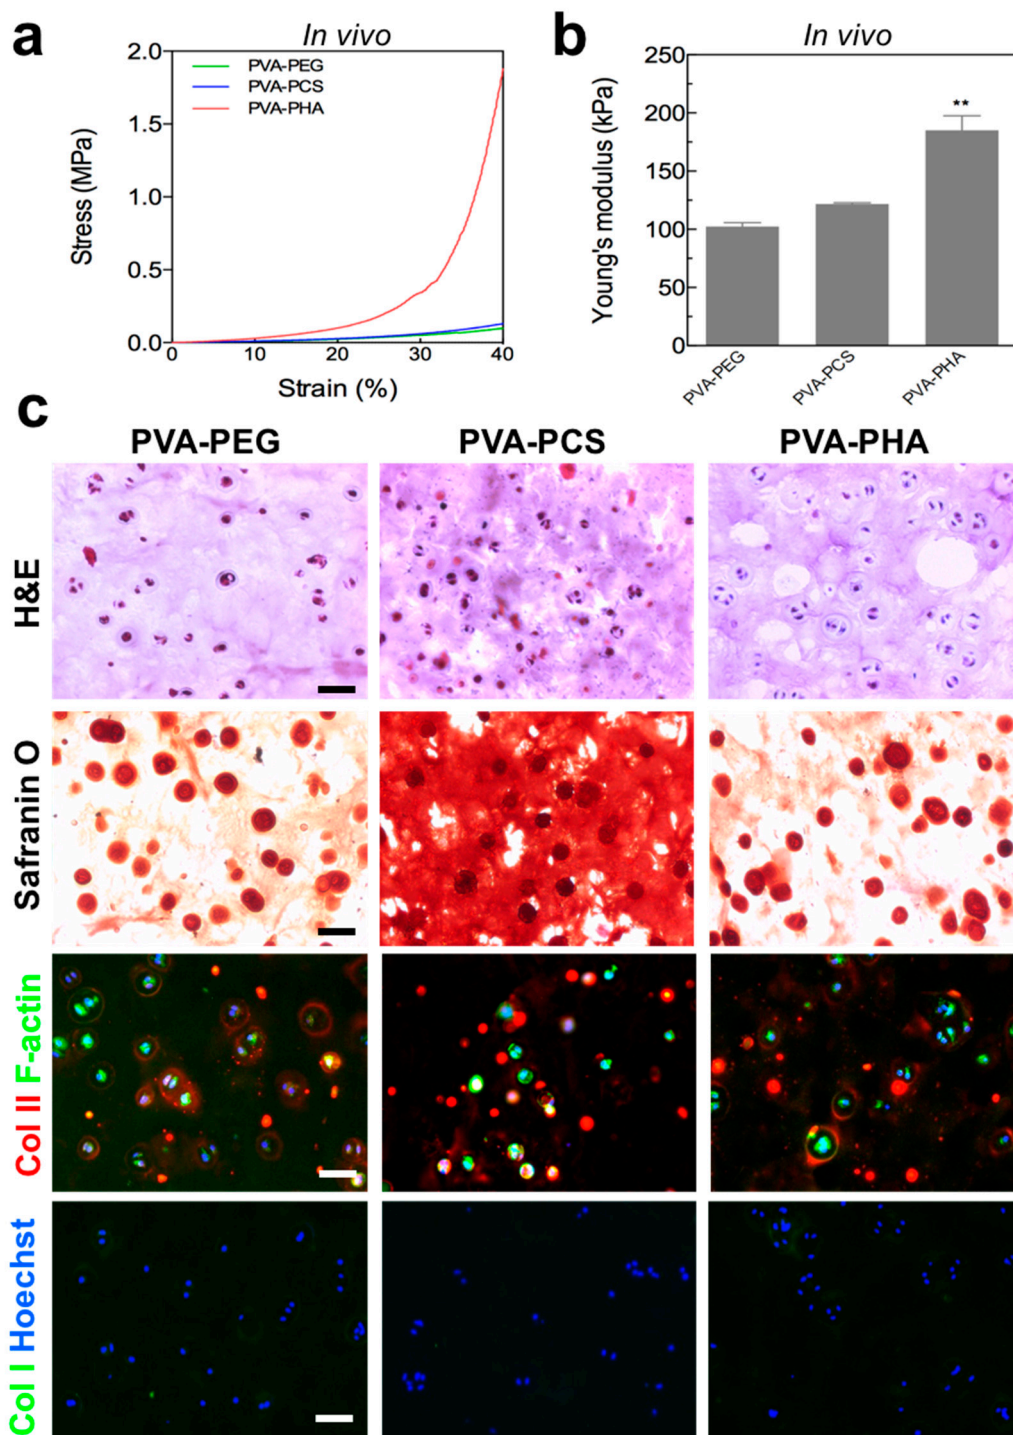 a
In vivo
PVA-PEG
PVA-PCS
PVA-PHA
2.0
1.5
1.0
0.5
0.0
Stress (MPa)
0 10 20 30 40
Strain (%)
b
In vivo
250
200
150
100
50
0
Young's modulus (kPa)
**
PVA-PEG
PVA-PCS
PVA-PHA
c
PVA-PEG PVA-PCS PVA-PHA
H&E
Safranin O
Col II F-actin
Col I Hoechst